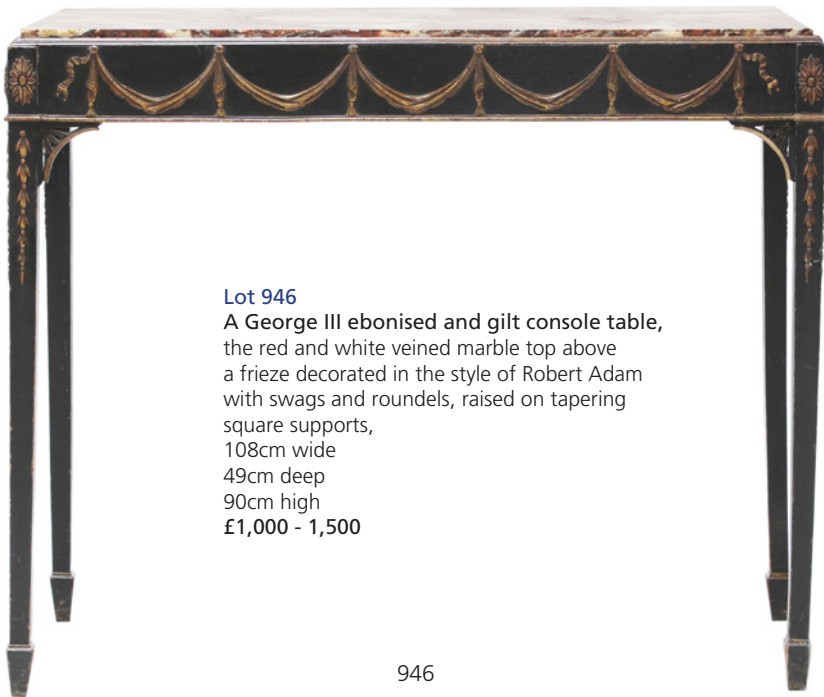 Lot 946
A George III ebonised and gilt console table,
the red and white veined marble top above
a frieze decorated in the style of Robert Adam
with swags and roundels, raised on tapering
square supports,
108cm wide
49cm deep
90cm high
£1,000 - 1,500
946